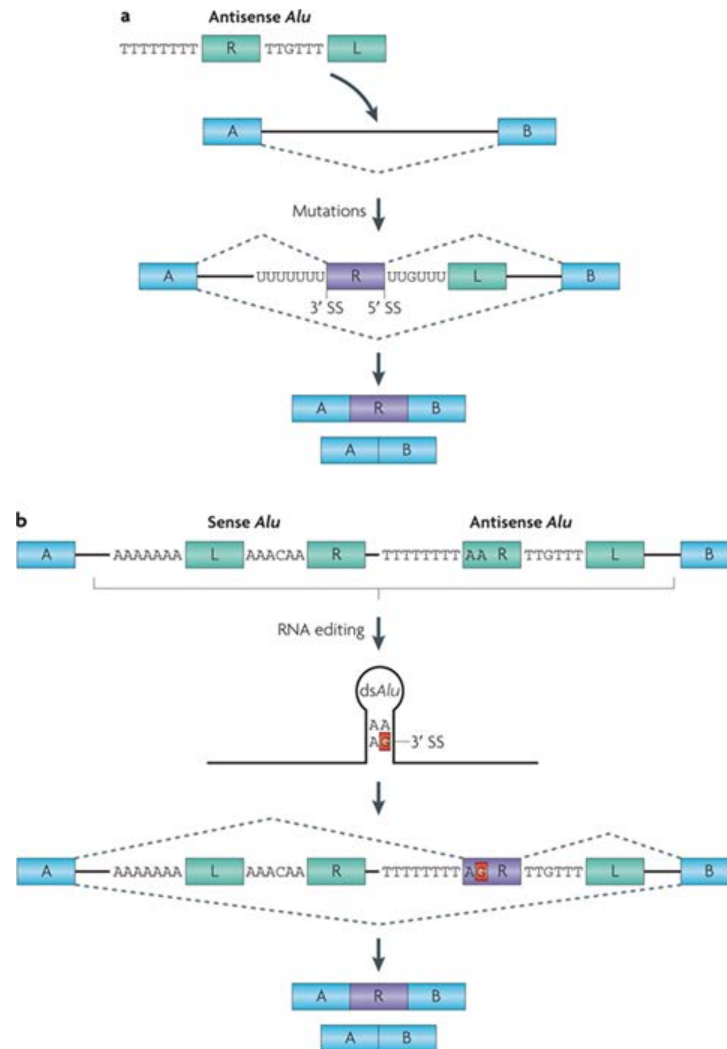 a
Antisense Alu
TTTTTTTT R TTGTTT L
A B
Mutations
A UUUUUUU R UUGUUU L B
3′ SS 5′ SS
A R B
A B
b
Sense Alu Antisense Alu
A AAAAAAA L AAACAA R TTTTTTTT AA R TTGTTT L B
RNA editing
dsAlu
AA
AG 3′ SS
A AAAAAAA L AAACAA R TTTTTTTT AG R TTGTTT L B
A R B
A B